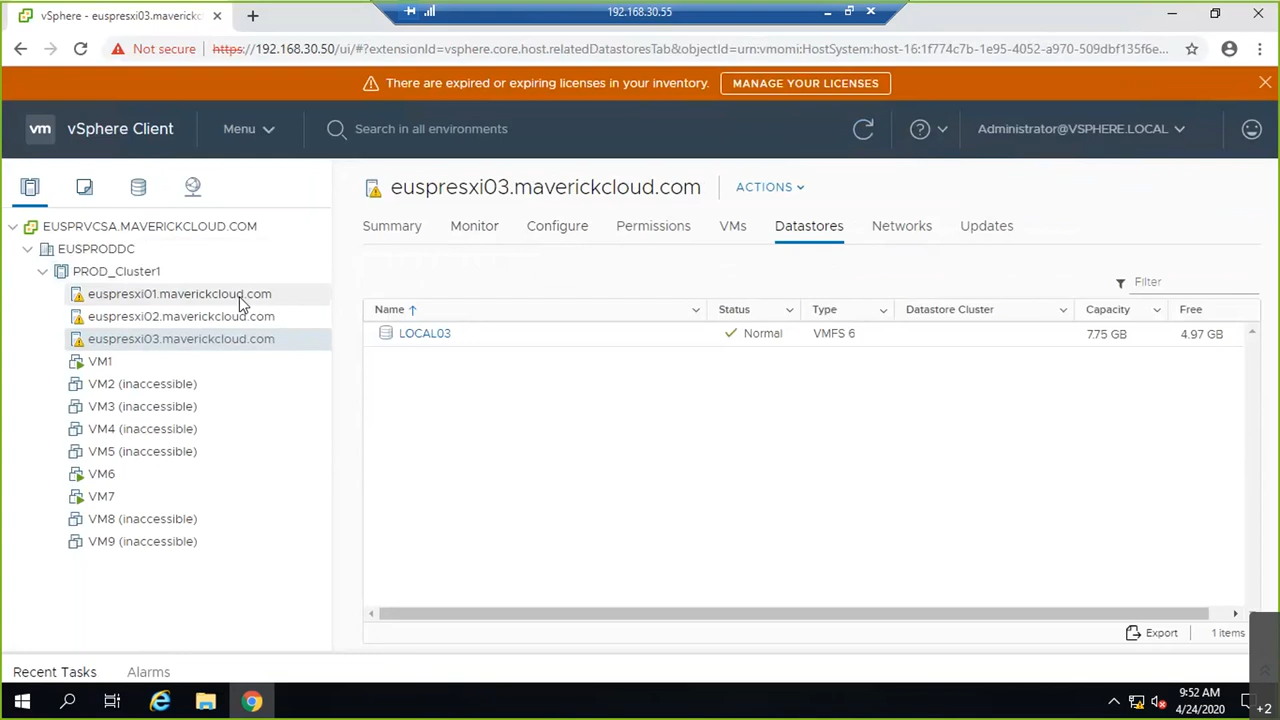 vSphere - euspresxi03.maverickc
192.168.30.55
Not secure
https://192.168.30.50/ui/#?extensionId=vsphere.core.host.relatedDatastoresTab&objectId=urn:vmomi:HostSystem:host-16:1f774c7b-1e95-4052-a970-509dbf135f6e...
There are expired or expiring licenses in your inventory.
MANAGE YOUR LICENSES
vm
vSphere Client
Menu
Search in all environments
Administrator@VSPHERE.LOCAL
euspresxi03.maverickcloud.com
ACTIONS
Summary
Monitor
Configure
Permissions
VMs
Datastores
Networks
Updates
EUSPRVCSA.MAVERICKCLOUD.COM
EUSPRODDC
PROD_Cluster1
euspresxi01.maverickcloud.com
euspresxi02.maverickcloud.com
euspresxi03.maverickcloud.com
VM1
VM2 (inaccessible)
VM3 (inaccessible)
VM4 (inaccessible)
VM5 (inaccessible)
VM6
VM7
VM8 (inaccessible)
VM9 (inaccessible)
Filter
Name
Status
Type
Datastore Cluster
Capacity
Free
LOCAL03
Normal
VMFS 6
7.75 GB
4.97 GB
Export
1 items
Recent Tasks
Alarms
9:52 AM
4/24/2020
+2